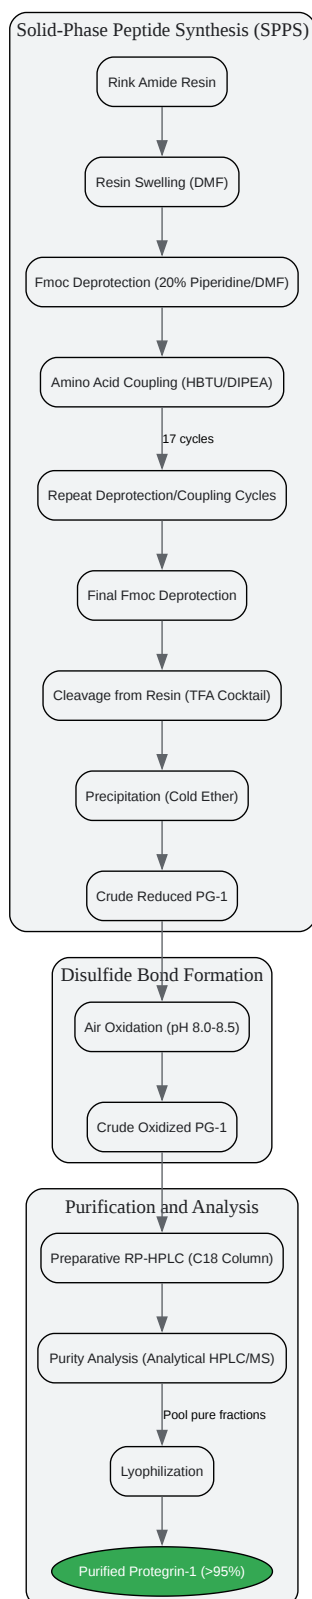 Solid-Phase Peptide Synthesis (SPPS)
Rink Amide Resin
Resin Swelling (DMF)
Fmoc Deprotection (20% Piperidine/DMF)
Amino Acid Coupling (HBTU/DIPEA)
17 cycles
Repeat Deprotection/Coupling Cycles
Final Fmoc Deprotection
Cleavage from Resin (TFA Cocktail)
Precipitation (Cold Ether)
Crude Reduced PG-1
Disulfide Bond Formation
Air Oxidation (pH 8.0-8.5)
Crude Oxidized PG-1
Purification and Analysis
Preparative RP-HPLC (C18 Column)
Purity Analysis (Analytical HPLC/MS)
Pool pure fractions
Lyophilization
Purified Protegrin-1 (>95%)